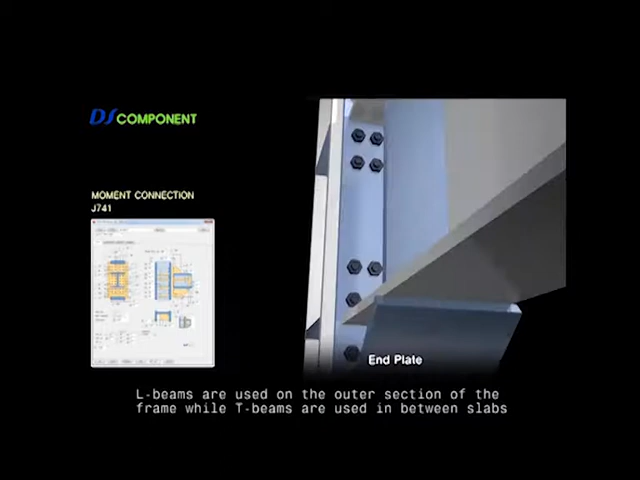 DS COMPONENT
MOMENT CONNECTION
J741
End Plate
L-beams are used on the outer section of the
frame while T-beams are used in between slabs